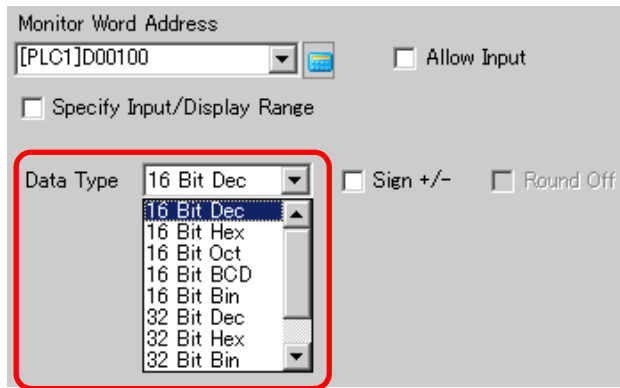 Monitor Word Address
[PLC1]D00100
Allow Input
Specify Input/Display Range
Data Type 16 Bit Dec Sign +/- Round Off
16 Bit Dec
16 Bit Hex
16 Bit Oct
16 Bit BCD
16 Bit Bin
32 Bit Dec
32 Bit Hex
32 Bit Bin